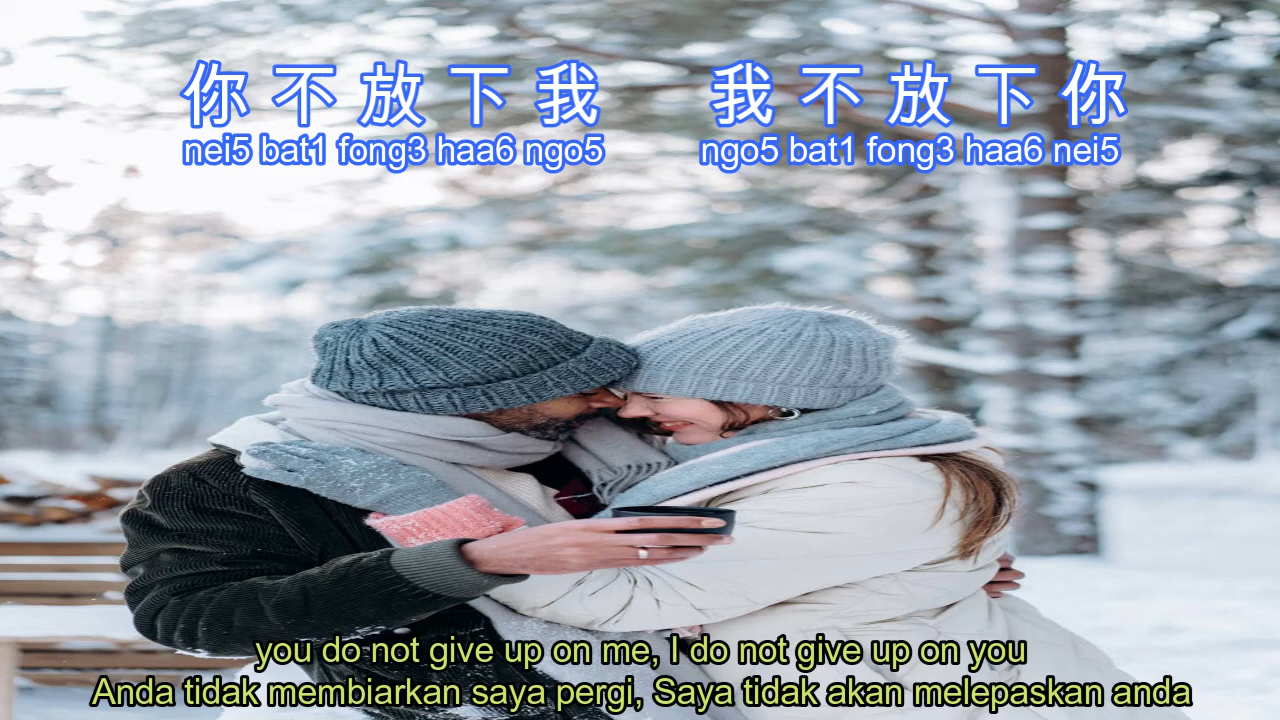 你不放下我 我不放下你
nei5 bat1 fong3 haa6 ngo5 ngo5 bat1 fong3 haa6 nei5
you do not give up on me, I do not give up on you
Anda tidak membiarkan saya pergi, Saya tidak akan melepaskan anda